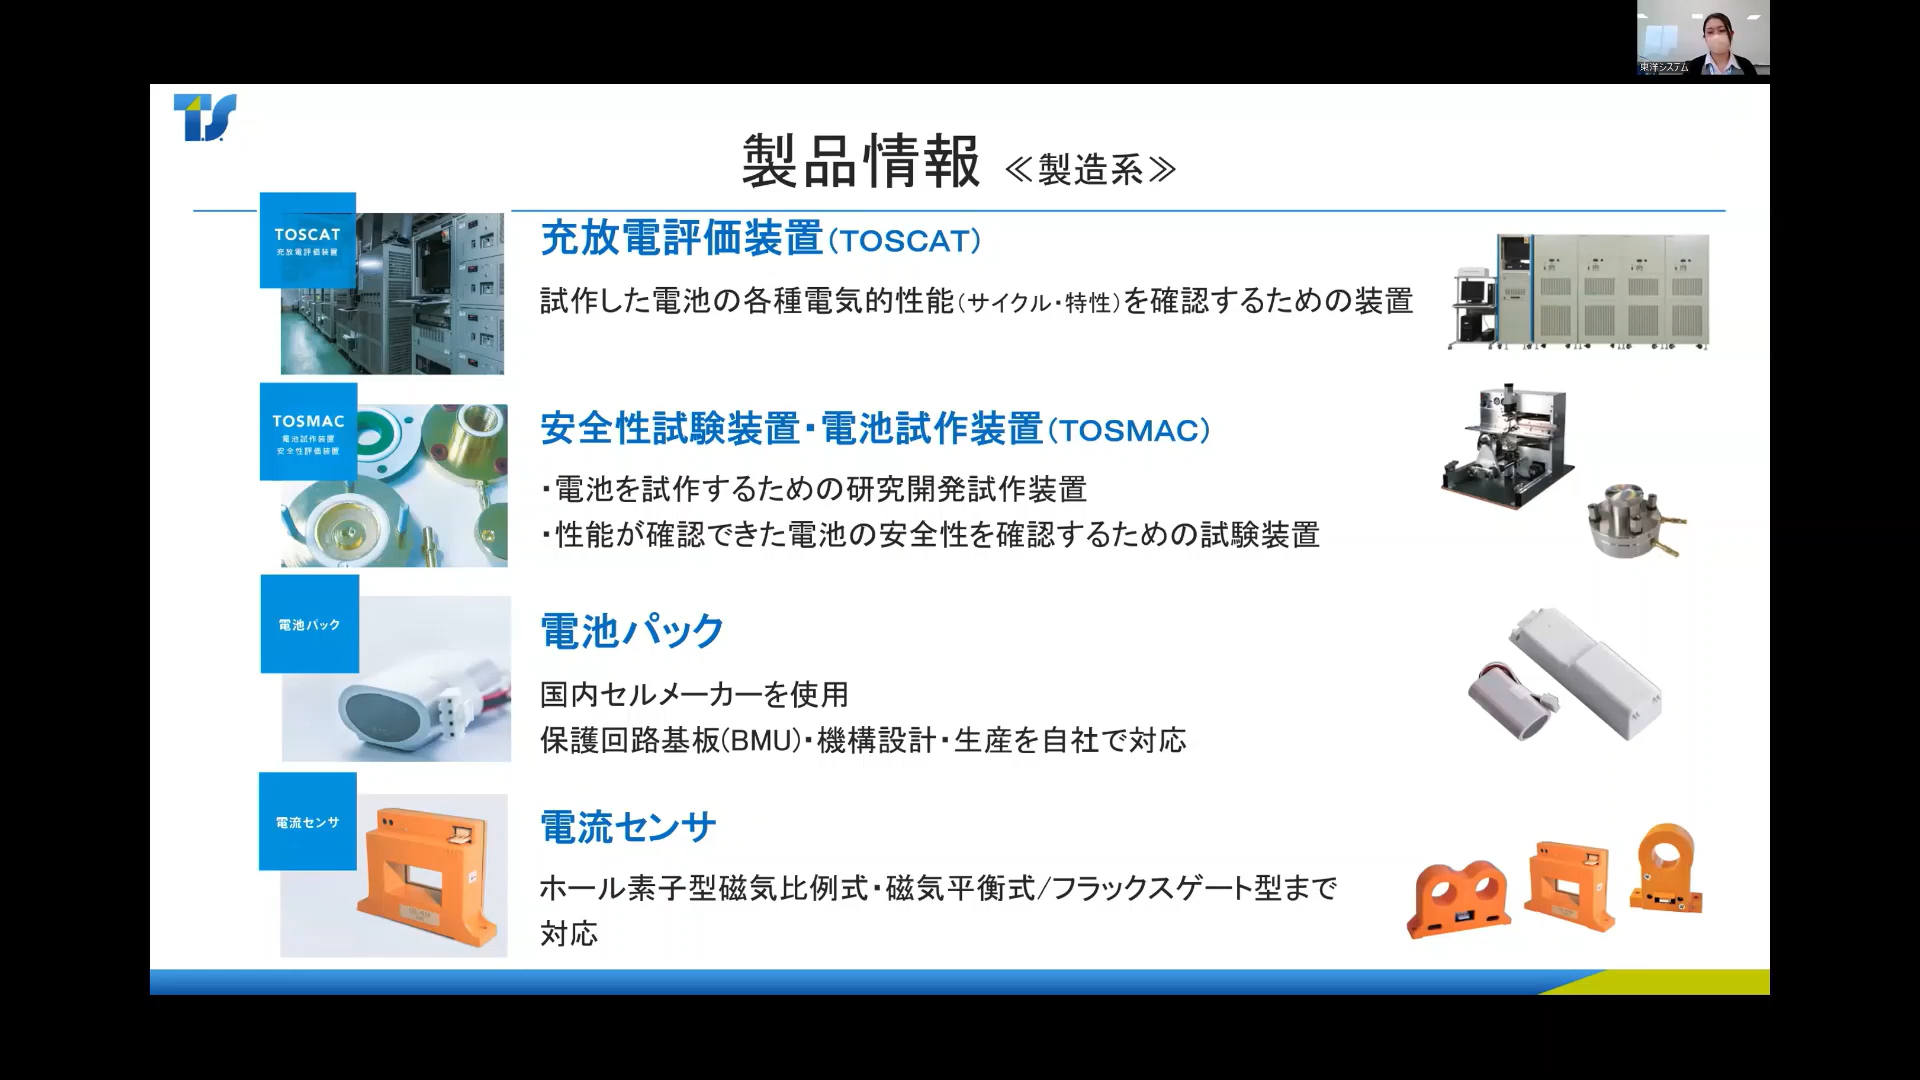 東洋システム
TS
製品情報 ≪製造系≫
TOSCAT
充放電評価装置
充放電評価装置(TOSCAT)
試作した電池の各種電気的性能(サイクル・特性)を確認するための装置
TOSMAC
電池試作装置
安全性評価装置
安全性試験装置・電池試作装置(TOSMAC)
・電池を試作するための研究開発試作装置
・性能が確認できた電池の安全性を確認するための試験装置
電池パック
電池パック
国内セルメーカーを使用
保護回路基板(BMU)・機構設計・生産を自社で対応
電流センサ
電流センサ
ホール素子型磁気比例式・磁気平衡式/フラックスゲート型まで
対応